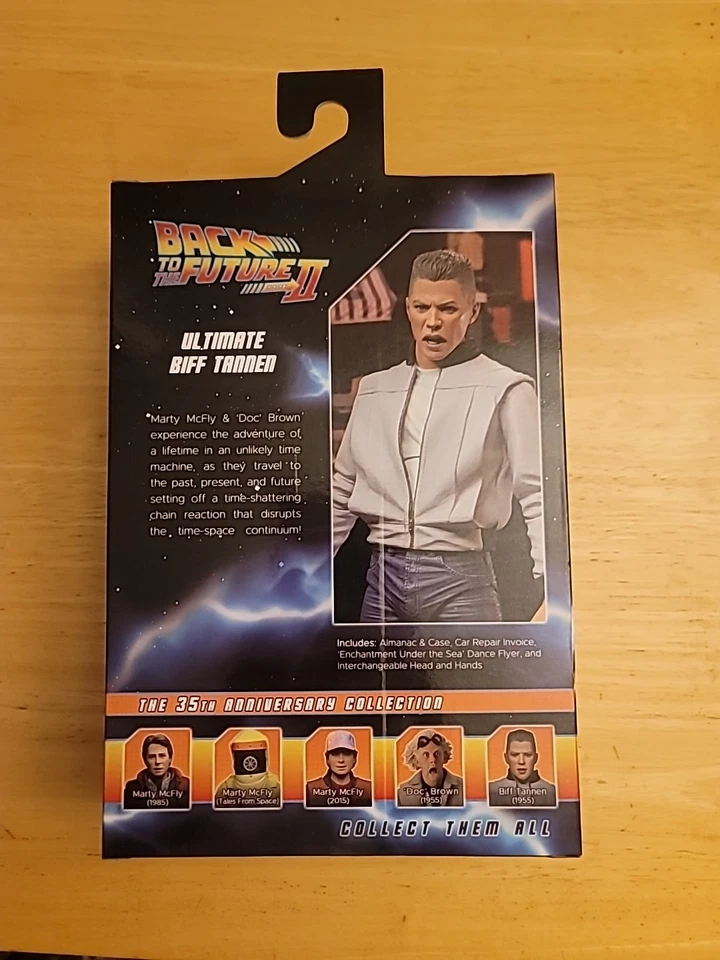 BACK
TO
THE FUTURE
PART II
ULTIMATE
BIFF TANNEN
Marty McFly & 'Doc' Brown
experience the adventure of
a lifetime in an unlikely time
machine, as they travel to
the past, present, and future
setting off a time-shattering
chain reaction that disrupts
the time-space continuum!
Includes: Almanac & Case, Car Repair Invoice,
'Enchantment Under the Sea' Dance Flyer, and
Interchangeable Head and Hands
THE 35TH ANNIVERSARY COLLECTION
Marty McFly
(1985)
Marty McFly
(Tales From Space)
Marty McFly
(2015)
'Doc' Brown
(1955)
Biff Tannen
(1955)
COLLECT THEM ALL